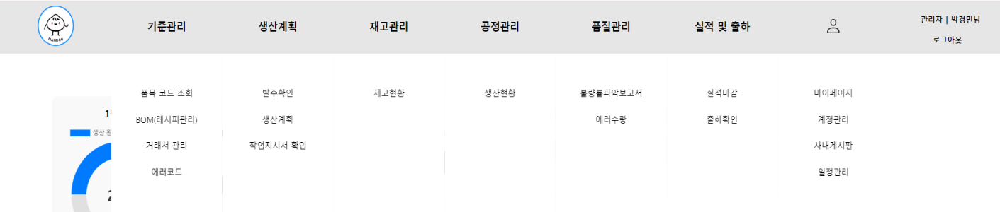 기준관리 생산계획 재고관리 공정관리 품질관리 실적 및 출하
관리자 | 박경민님
로그아웃
MANDOO
품목 코드 조회 발주확인 재고현황 생산현황 불량률파악보고서 실적마감 마이페이지
BOM(레시피관리) 생산계획 에러수량 출하확인 계정관리
거래처 관리 작업지시서 확인 사내게시판
에러코드 일정관리
1
생산
2